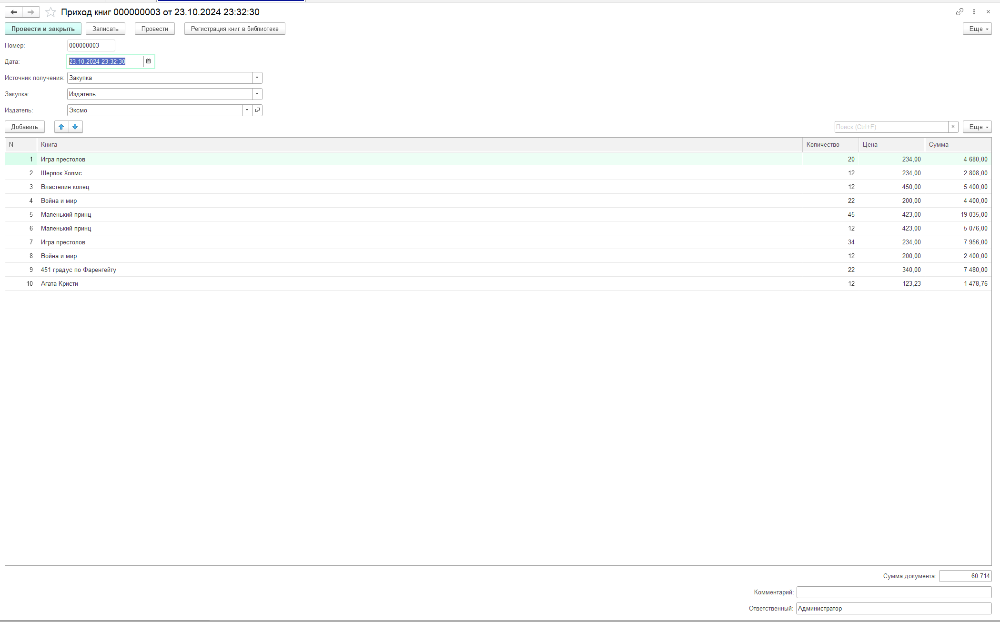 Приход книг 000000003 от 23.10.2024 23:32:30
Провести и закрыть Записать Провести Регистрация книг в библиотеке Еще
Номер: 000000003
Дата: 23.10.2024 23:32:30
Источник получения: Закупка
Закупка: Издатель
Издатель: Эксмо
Добавить Поиск (Ctrl+F) × Еще
N Книга Количество Цена Сумма
1 Игра престолов 20 234,00 4 680,00
2 Шерлок Холмс 12 234,00 2 808,00
3 Властелин колец 12 450,00 5 400,00
4 Война и мир 22 200,00 4 400,00
5 Маленький принц 45 423,00 19 035,00
6 Маленький принц 12 423,00 5 076,00
7 Игра престолов 34 234,00 7 956,00
8 Война и мир 12 200,00 2 400,00
9 451 градус по Фаренгейту 22 340,00 7 480,00
10 Агата Кристи 12 123,23 1 478,76
Сумма документа: 60 714
Комментарий:
Ответственный: Администратор